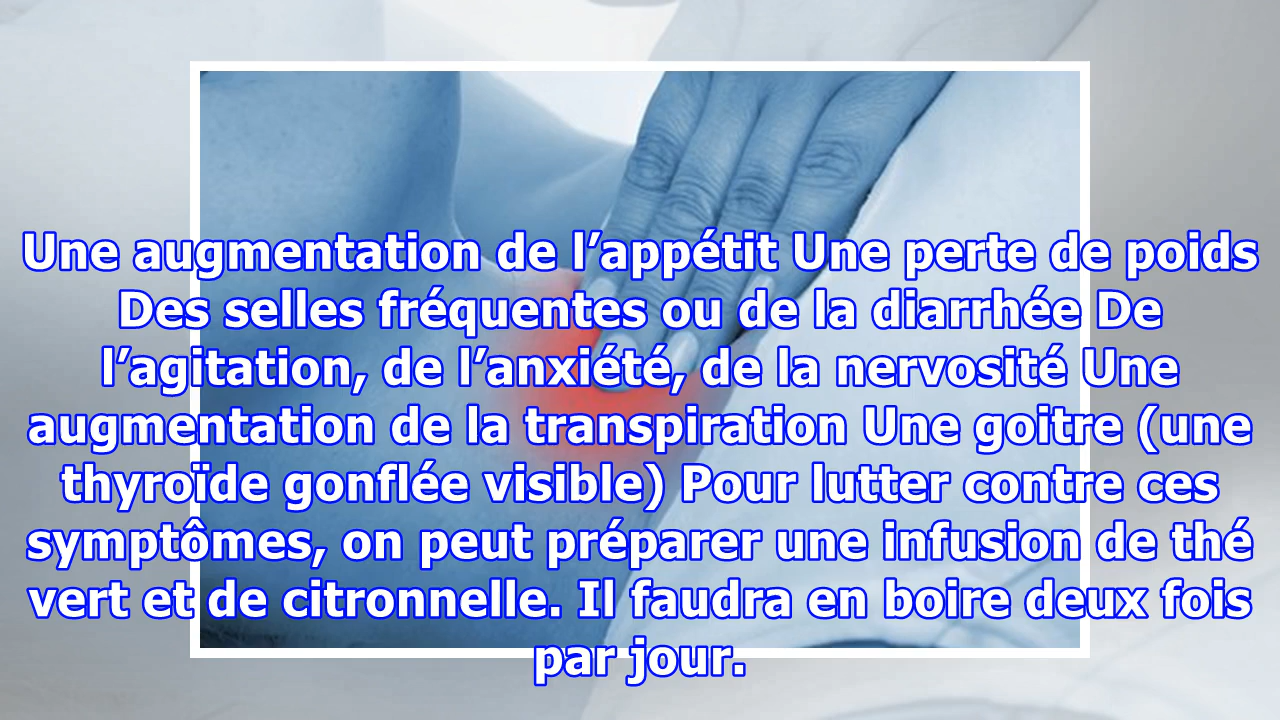 Une augmentation de l’appétit Une perte de poids
Des selles fréquentes ou de la diarrhée De
l’agitation, de l’anxiété, de la nervosité Une
augmentation de la transpiration Une goitre (une
thyroïde gonflée visible) Pour lutter contre ces
symptômes, on peut préparer une infusion de thé
vert et de citronnelle. Il faudra en boire deux fois
par jour.